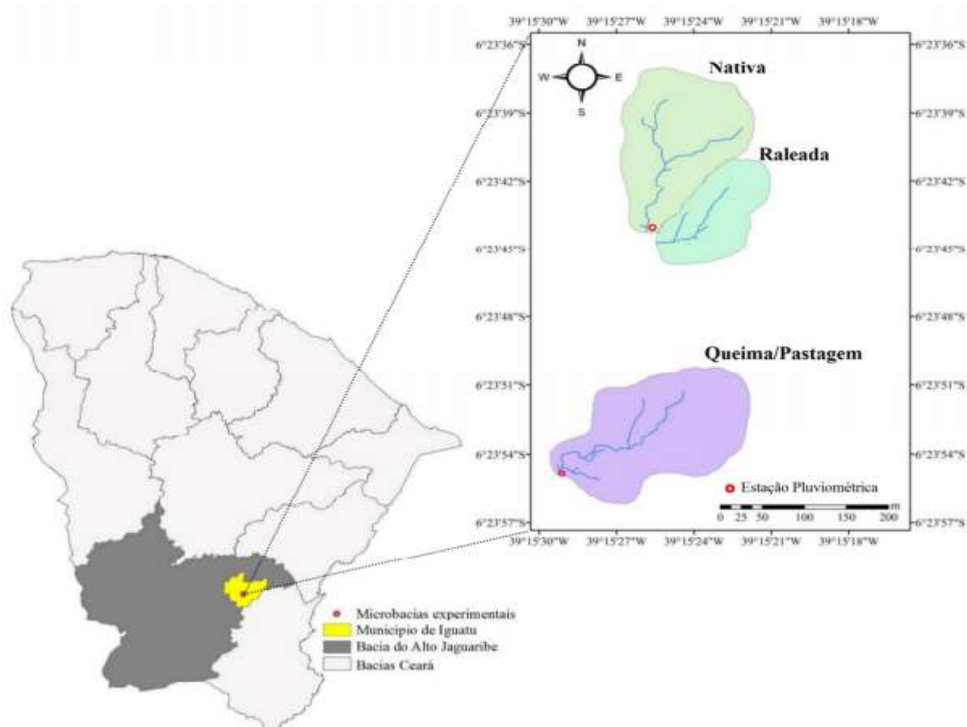 39°15'30"W 39°15'27"W 39°15'24"W 39°15'21"W 39°15'18"W
6°23'36"S 6°23'36"S
N
W E
S
Nativa
6°23'39"S 6°23'39"S
Raleada
6°23'42"S 6°23'42"S
6°23'45"S 6°23'45"S
6°23'48"S 6°23'48"S
Queima/Pastagem
6°23'51"S 6°23'51"S
6°23'54"S 6°23'54"S
Estação Pluviométrica
m
0 25 50 100 150 200
6°23'57"S 6°23'57"S
39°15'30"W 39°15'27"W 39°15'24"W 39°15'21"W 39°15'18"W
Microbacias experimentais
Município de Iguatu
Bacia do Alto Jaguaribe
Bacias Ceará